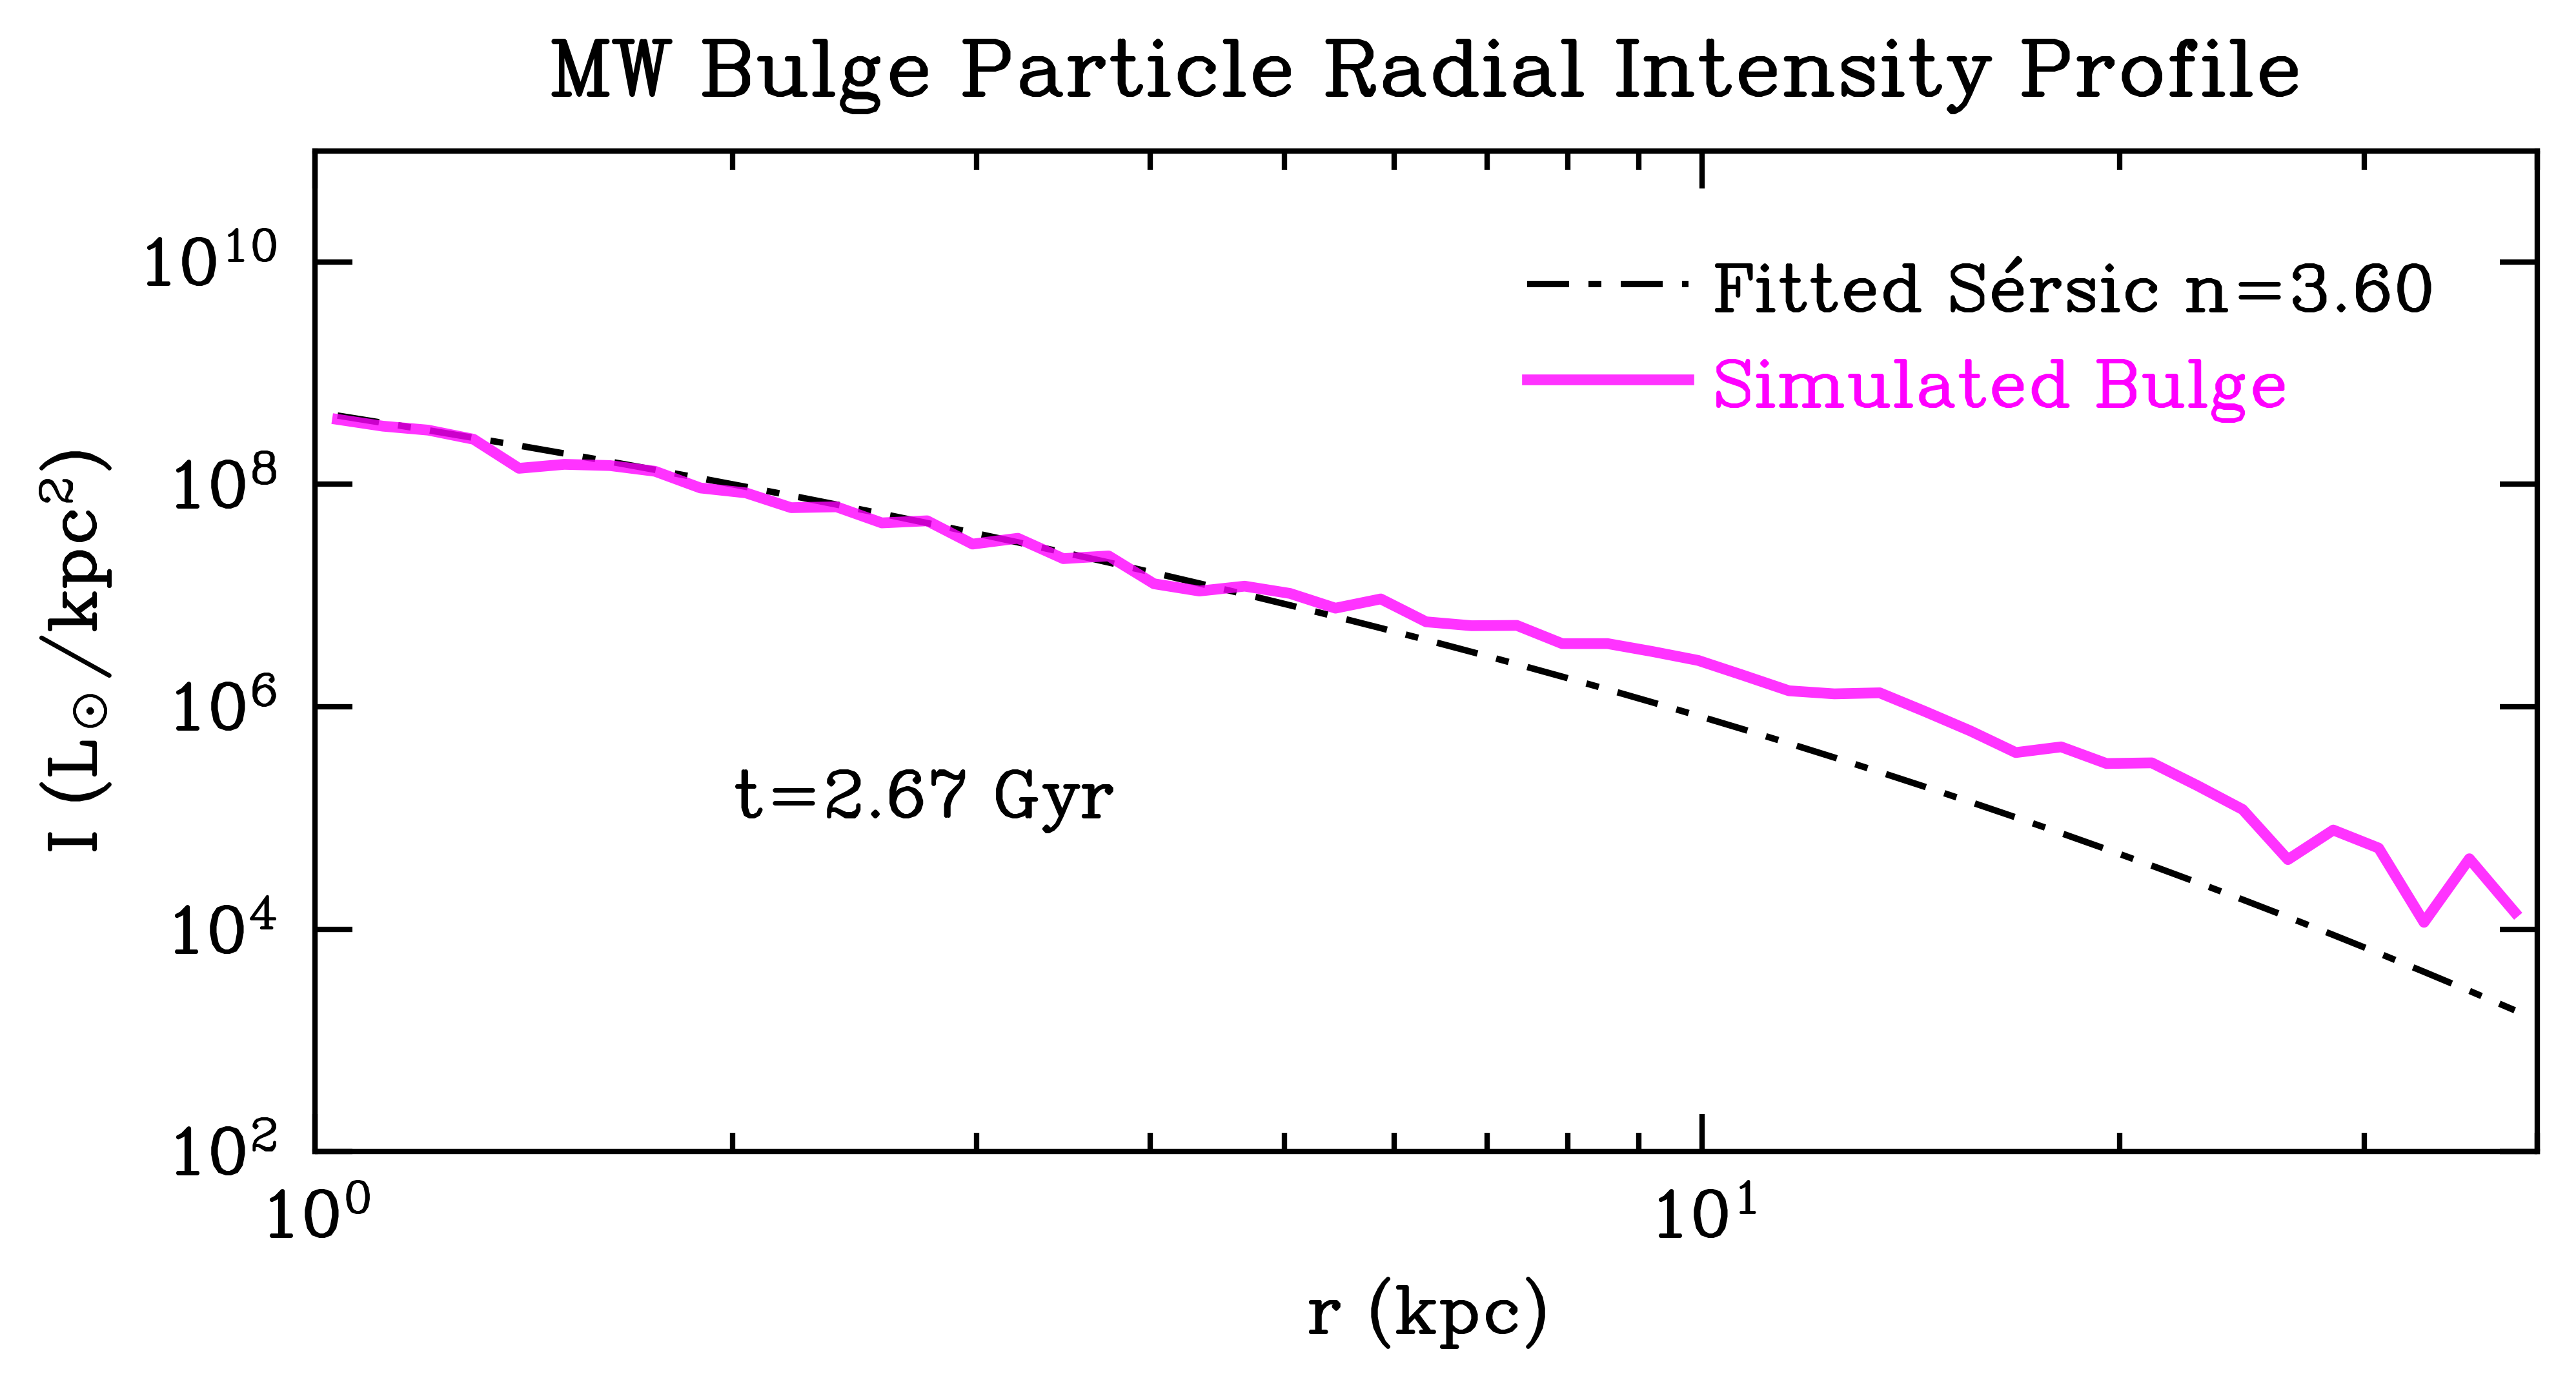 MW Bulge Particle Radial Intensity Profile
10¹⁰
10⁸
10⁶
10⁴
10²
I (L⊙/kpc²)
Fitted Sérsic n=3.60
Simulated Bulge
t=2.67 Gyr
10⁰
10¹
r (kpc)